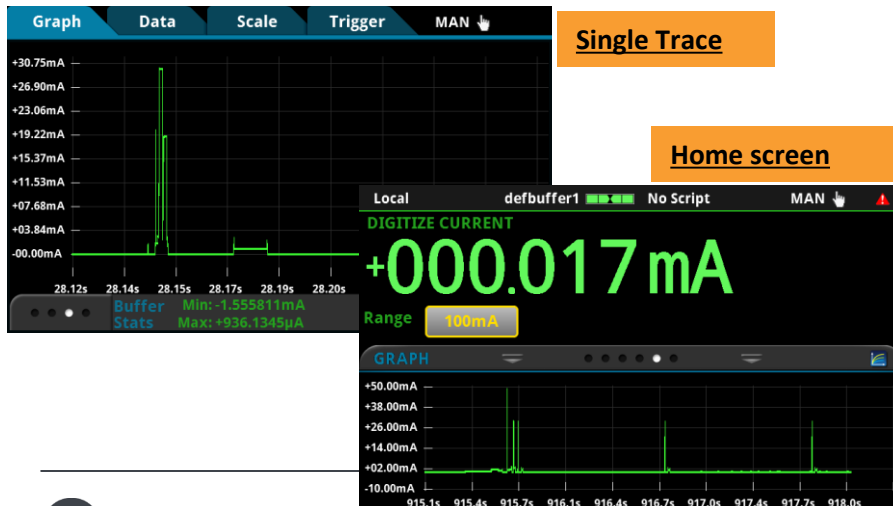 Graph Data Scale Trigger MAN
Single Trace
+30.75mA
+26.90mA
+23.06mA
+19.22mA
+15.37mA
+11.53mA
+07.68mA
+03.84mA
-00.00mA
28.12s 28.14s 28.15s 28.17s 28.19s 28.20s
Buffer Min: -1.555811mA
Stats Max: +936.1345µA
Home screen
Local defbuffer1 No Script MAN
DIGITIZE CURRENT
+000.017 mA
Range 100mA
GRAPH
+50.00mA
+38.00mA
+26.00mA
+14.00mA
+02.00mA
-10.00mA
915.1s 915.4s 915.7s 916.1s 916.4s 916.7s 917.0s 917.4s 917.7s 918.0s